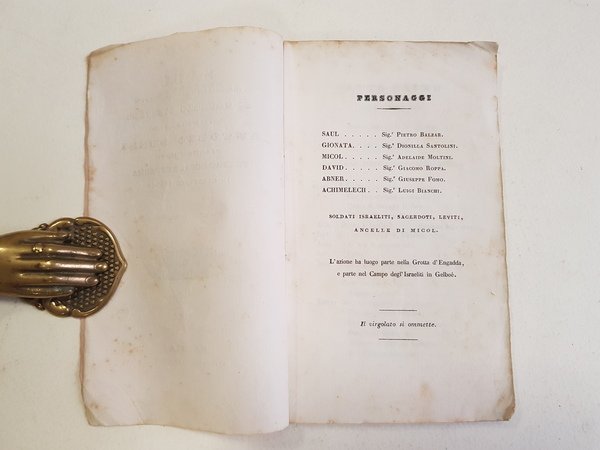 PERSONAGGI
SAUL . . . . . Sig.r PIETRO BALZAR.
GIONATA. . . . . Sig.a DIONILLA SANTOLINI.
MICOL. . . . . Sig.a ADELAIDE MOLTINI.
DAVID. . . . . Sig.r GIACOMO ROPPA.
ABNER. . . . . Sig.r GIUSEPPE FOMO.
ACHIMELECH . . Sig.r LUIGI BIANCHI.
SOLDATI ISRAELITI, SACERDOTI, LEVITI,
ANCELLE DI MICOL.
L'azione ha luogo parte nella Grotta d'Engadda,
e parte nel Campo degl'Israeliti in Gelboè.
Il virgolato si ommette.